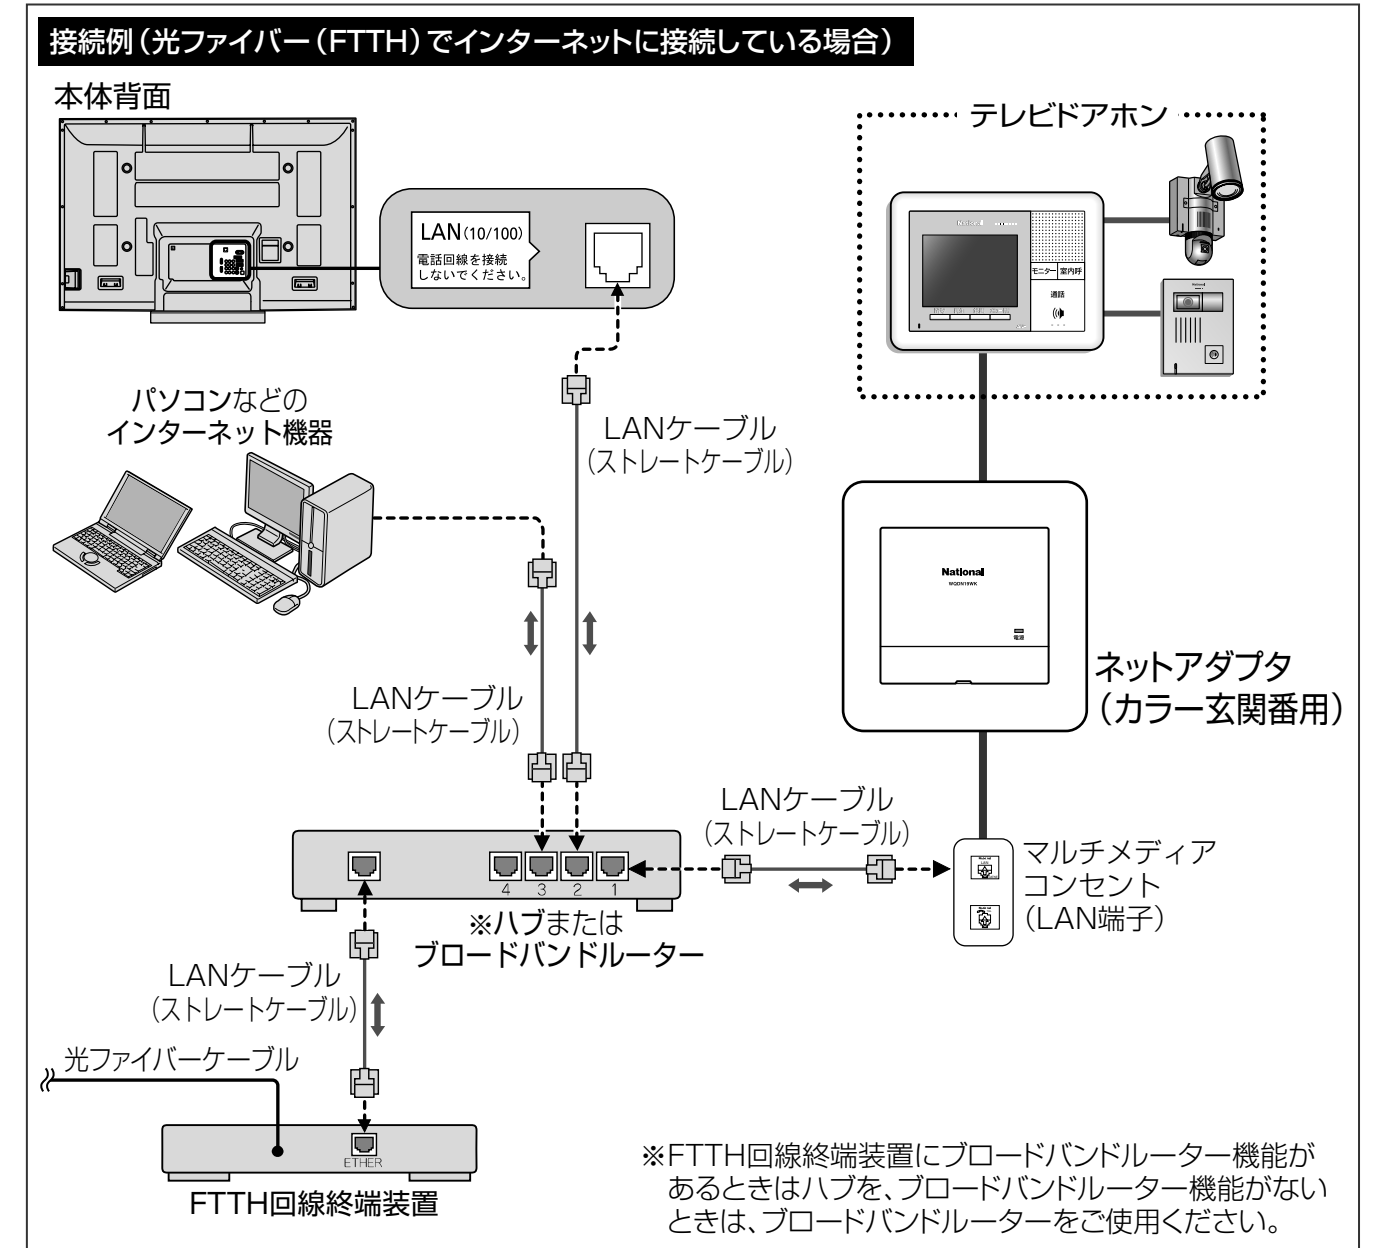 接続例（光ファイバー（FTTH）でインターネットに接続している場合）
本体背面
テレビドアホン
LAN(10/100)
電話回線を接続
しないでください。
National
モニター 室内呼
通話
National
パソコンなどの
インターネット機器
LANケーブル
（ストレートケーブル）
National
WQDN19WK
電源
ネットアダプタ
（カラー玄関番用）
LANケーブル
（ストレートケーブル）
LANケーブル
（ストレートケーブル）
マルチメディア
コンセント
（LAN端子）
4 3 2 1
※ハブまたは
ブロードバンドルーター
LANケーブル
（ストレートケーブル）
光ファイバーケーブル
ETHER
FTTH回線終端装置
※FTTH回線終端装置にブロードバンドルーター機能が
あるときはハブを、ブロードバンドルーター機能がない
ときは、ブロードバンドルーターをご使用ください。